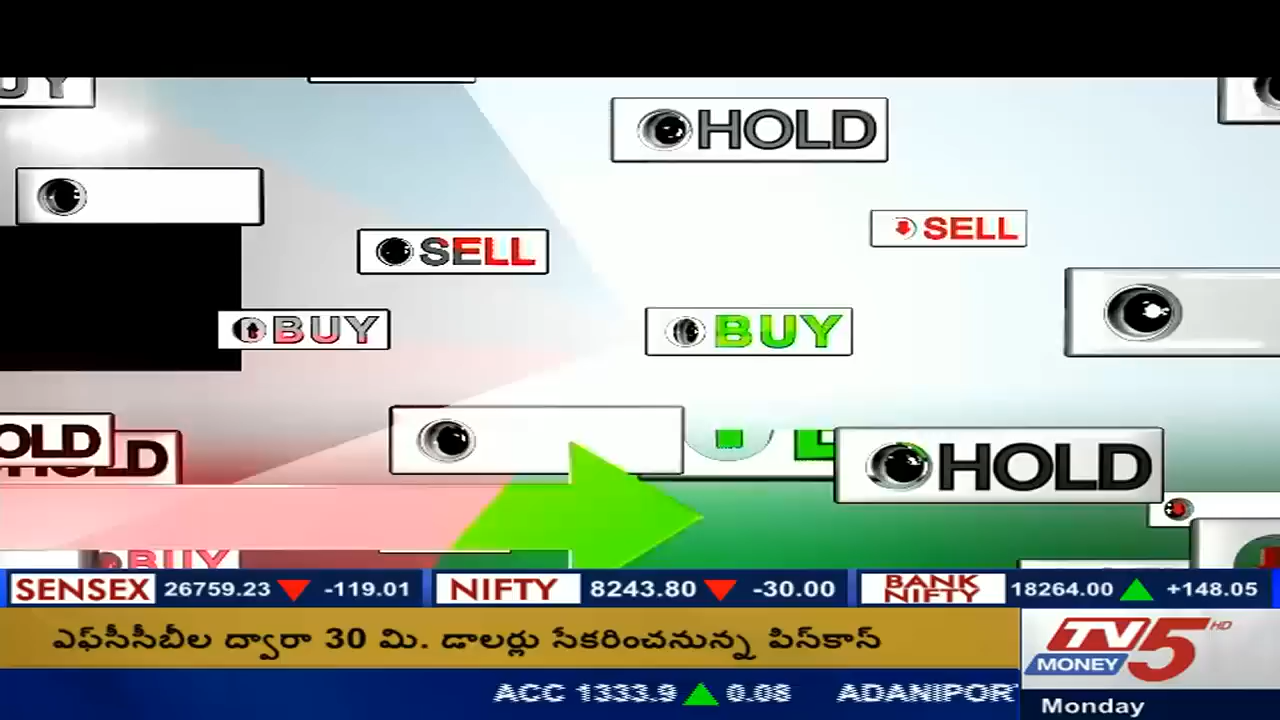 HOLD
SELL
SELL
BUY
BUY
HOLD
BUY
SENSEX 26759.23 -119.01 NIFTY 8243.80 -30.00 BANK NIFTY 18264.00 +148.05
ఎఫ్‌సీసీబీల ద్వారా 30 మి. డాలర్లు సేకరించనున్న పిస్‌కాస్
TV5 HD
MONEY
ACC 1333.9 0.08
Monday